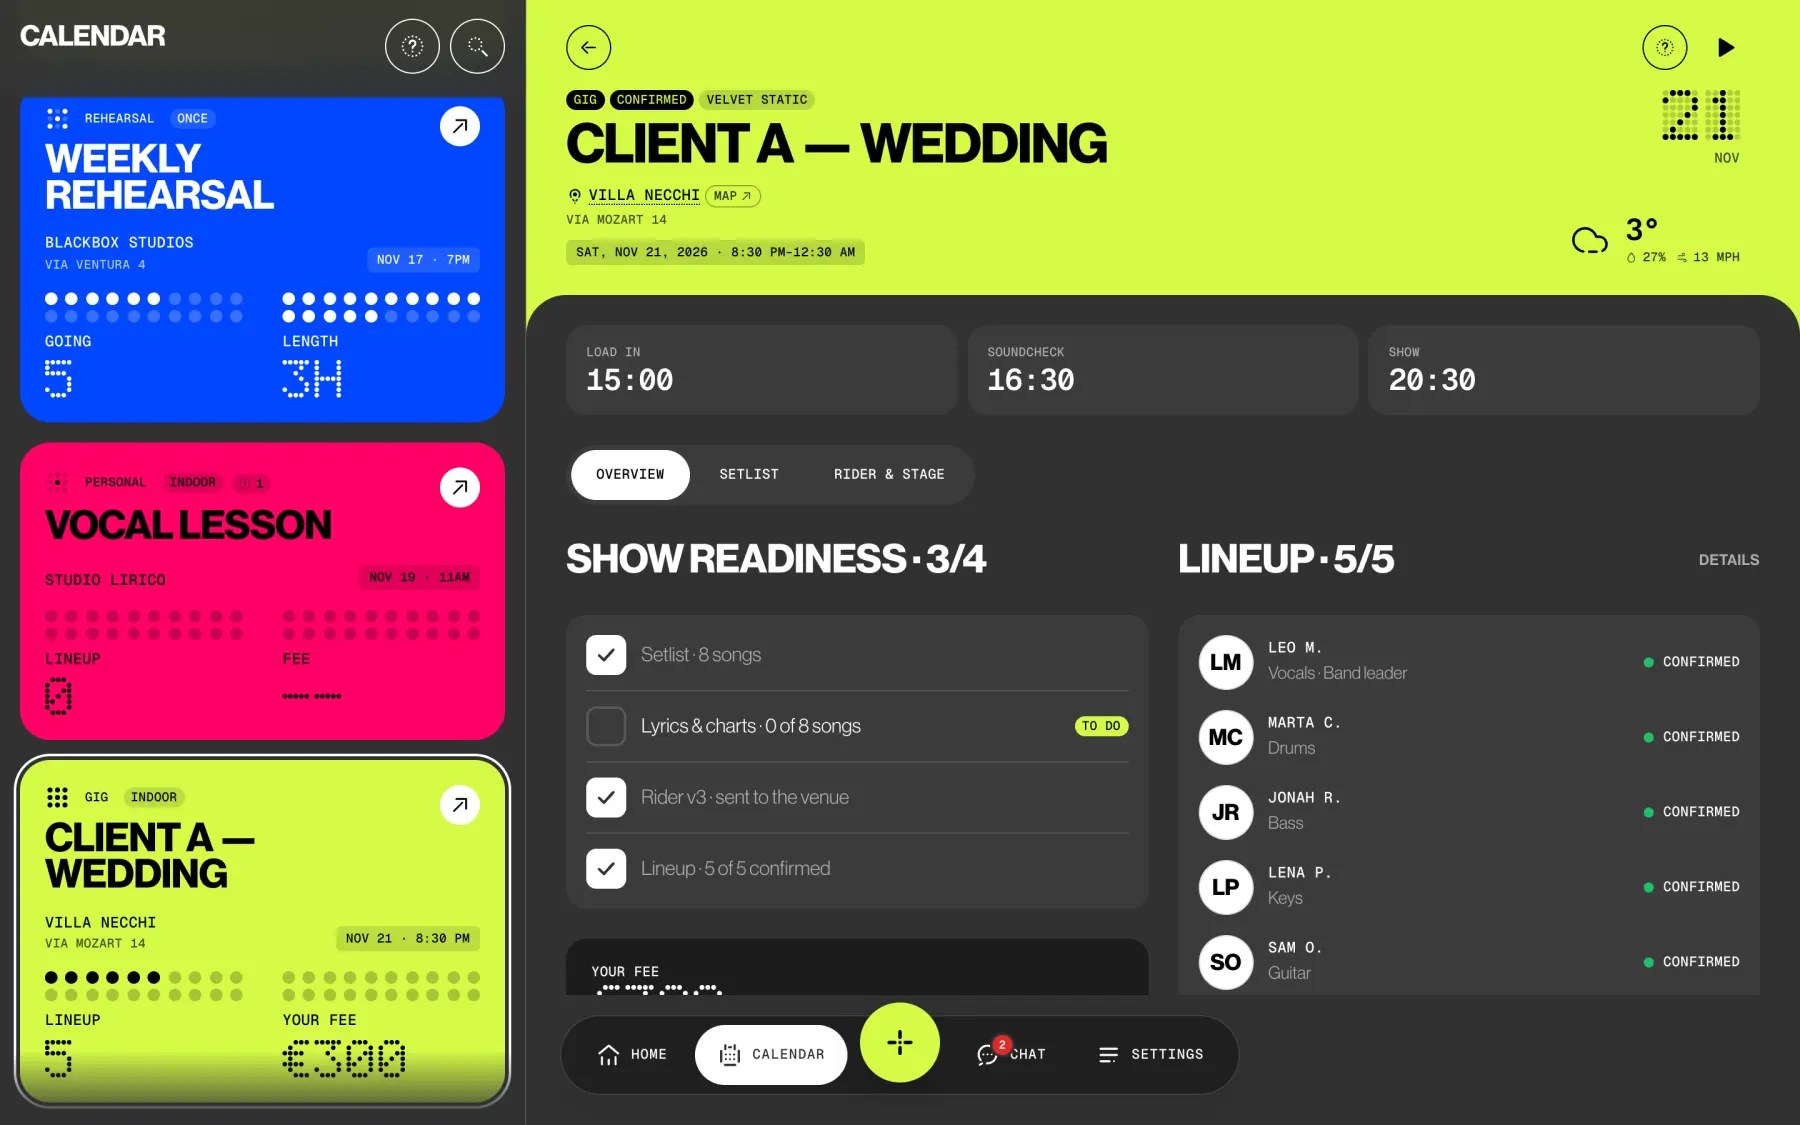 CALENDAR
?
REHEARSAL ONCE
WEEKLY
REHEARSAL
BLACKBOX STUDIOS
VIA VENTURA 4
NOV 17 · 7PM
GOING
5
LENGTH
3H
PERSONAL INDOOR 1
VOCAL LESSON
STUDIO LIRICO
NOV 19 · 11AM
LINEUP
0
FEE
——
GIG INDOOR
CLIENT A —
WEDDING
VILLA NECCHI
VIA MOZART 14
NOV 21 · 8:30 PM
LINEUP
5
YOUR FEE
€300
?
GIG CONFIRMED VELVET STATIC
CLIENT A — WEDDING
VILLA NECCHI MAP ↗
VIA MOZART 14
SAT, NOV 21, 2026 · 8:30 PM–12:30 AM
21
NOV
3°
27% 13 MPH
LOAD IN
15:00
SOUNDCHECK
16:30
SHOW
20:30
OVERVIEW SETLIST RIDER & STAGE
SHOW READINESS · 3/4
Setlist · 8 songs
Lyrics & charts · 0 of 8 songs TO DO
Rider v3 · sent to the venue
Lineup · 5 of 5 confirmed
YOUR FEE
LINEUP · 5/5 DETAILS
LM LEO M. CONFIRMED
Vocals · Band leader
MC MARTA C. CONFIRMED
Drums
JR JONAH R. CONFIRMED
Bass
LP LENA P. CONFIRMED
Keys
SO SAM O. CONFIRMED
Guitar
HOME CALENDAR 2 CHAT SETTINGS